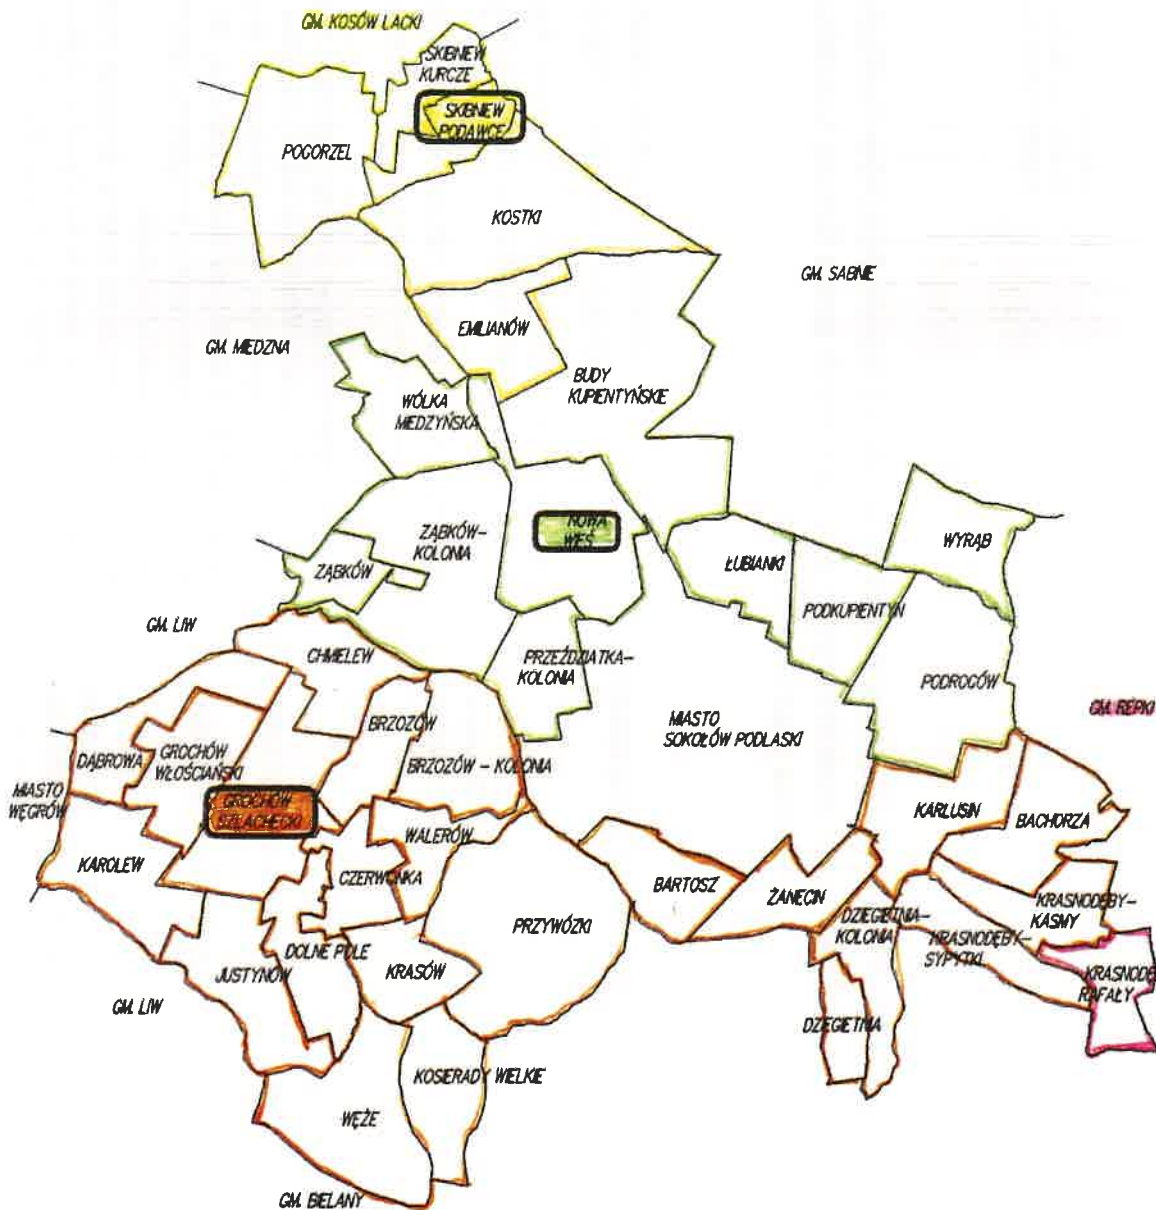 GM. KOSÓW LACKI
SKIBNIEW
KURCZE
SKIBNIEW
PODAWCE
POGORZEL
KOSTKI
GM. SABNIE
EMILIANÓW
GM. MIEDZNA
BUDY
KUPIENTYŃSKIE
WÓLKA
MIEDZYŃSKA
NOWA
WIEŚ
ZĄBKÓW-
KOLONIA
WYRĄB
ŁUBIANKI
ZĄBKÓW
PODKUPIENTYŃ
GM. LIW
CHMIELEW
PRZEŹDZIATKA-
KOLONIA
PODROGÓW
GM. REPKI
BRZOZÓW
MIASTO
SOKOŁÓW PODLASKI
DĄBROWA
GROCHÓW
WŁOŚCIAŃSKI
BRZOZÓW - KOLONIA
MIASTO
WĘGRÓW
GROCHÓW
SZLACHECKI
KARLUSIN
BACHORZA
WALERÓW
KAROLEW
CZERWONKA
BARTOSZ
ŻANECIN
KRASNODĘBY-
KASMY
PRZYWÓZKI
DZIEGIETNIA-
KOLONIA
KRASNODĘBY-
SYPYTKI
DOLNE POLE
JUSTYNÓW
KRASÓW
KRASNODĘ
RAFAŁY
GM. LIW
DZIEGIETNIA
KOSIERADY WIELKIE
WĘŻE
GM. BIELANY